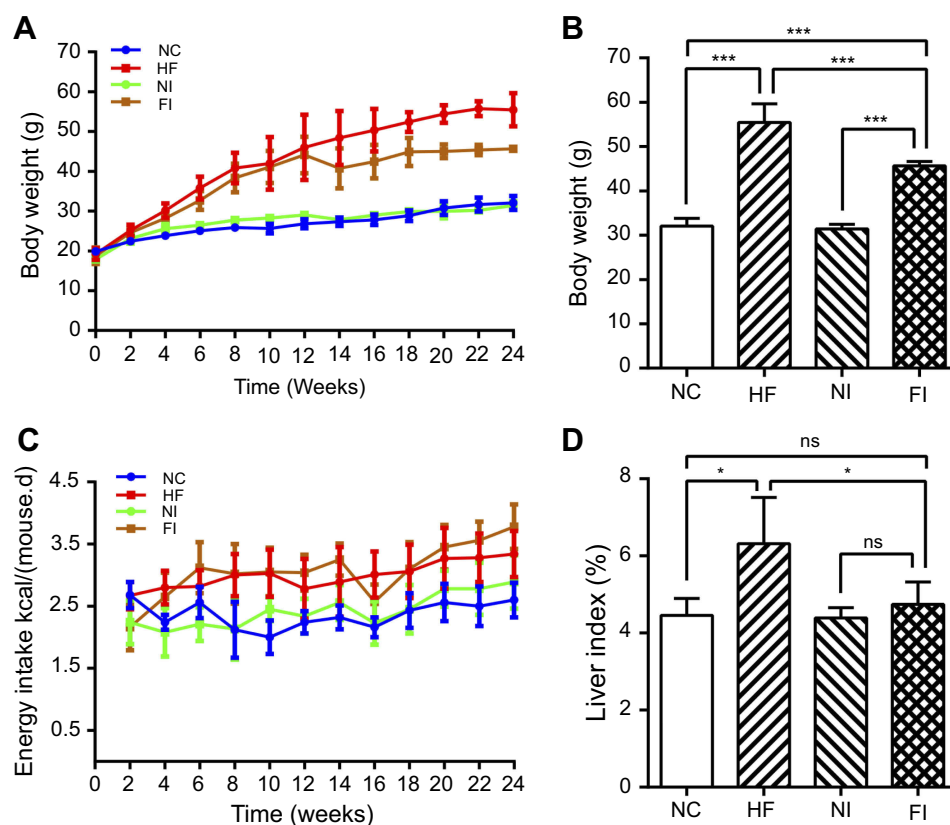 A
Body weight (g)
70
60
50
40
30
20
10
0
NC
HF
NI
FI
0 2 4 6 8 10 12 14 16 18 20 22 24
Time (Weeks)
B
Body weight (g)
70
60
50
40
30
20
10
0
***
*** ***
***
NC HF NI FI
C
Energy intake kcal/(mouse.d)
4.5
3.5
2.5
1.5
0.5
NC
HF
NI
FI
0 2 4 6 8 10 12 14 16 18 20 22 24
Time (weeks)
D
Liver index (%)
8
6
4
2
0
ns
* *
ns
NC HF NI FI